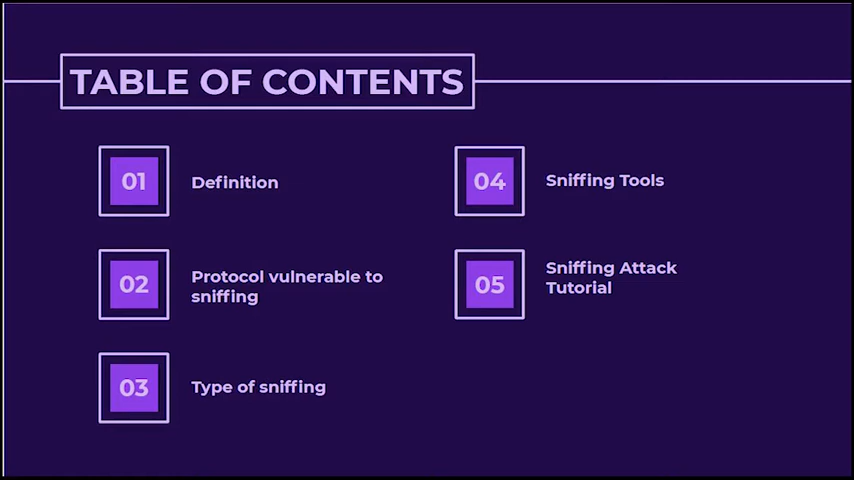 TABLE OF CONTENTS
01
Definition
02
Protocol vulnerable to
sniffing
03
Type of sniffing
04
Sniffing Tools
05
Sniffing Attack
Tutorial